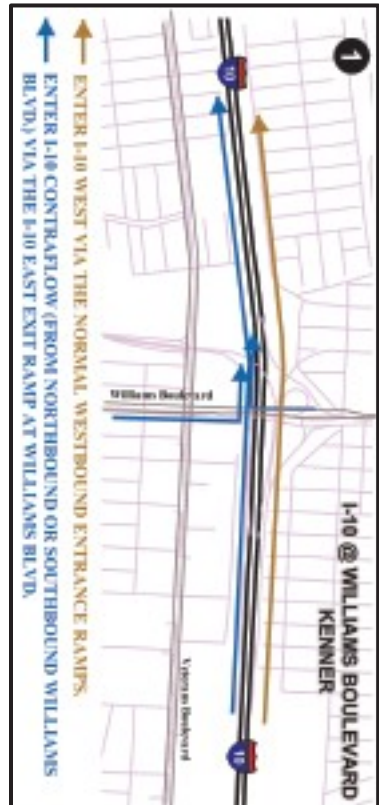 1
I-10 @ WILLIAMS BOULEVARD
KENNER
10
10
William Boulevard
Veterans Boulevard
ENTER I-10 WEST VIA THE NORMAL WESTBOUND ENTRANCE RAMPS.
ENTER I-10 CONTRAFLOW (FROM NORTHBOUND OR SOUTHBOUND WILLIAMS
BLVD.) VIA THE I-10 EAST EXIT RAMP AT WILLIAMS BLVD.